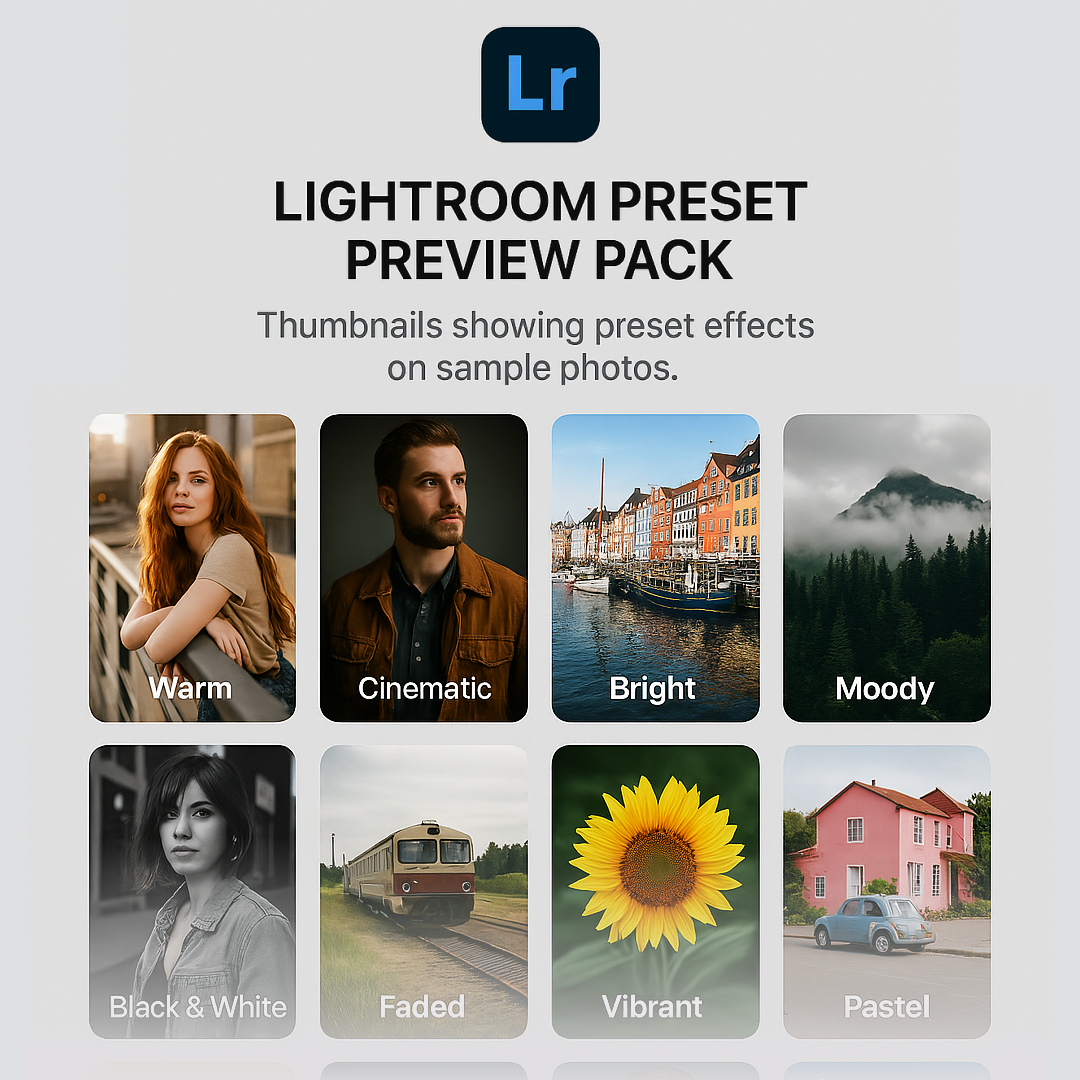 Lr
LIGHTROOM PRESET
PREVIEW PACK
Thumbnails showing preset effects
on sample photos.
Warm
Cinematic
Bright
Moody
Black & White
Faded
Vibrant
Pastel